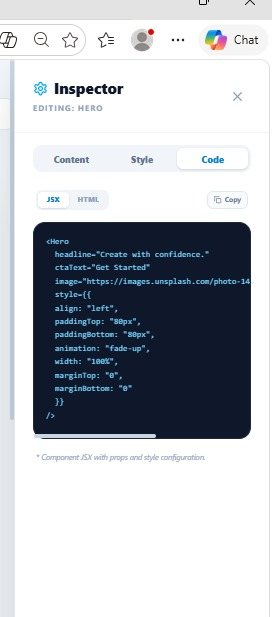 Chat
Inspector
EDITING: HERO
Content Style Code
JSX HTML Copy
<Hero
headline="Create with confidence."
ctaText="Get Started"
image="https://images.unsplash.com/photo-14
style={{
align: "left",
paddingTop: "80px",
paddingBottom: "80px",
animation: "fade-up",
width: "100%",
marginTop: "0",
marginBottom: "0"
}}
/>
* Component JSX with props and style configuration.